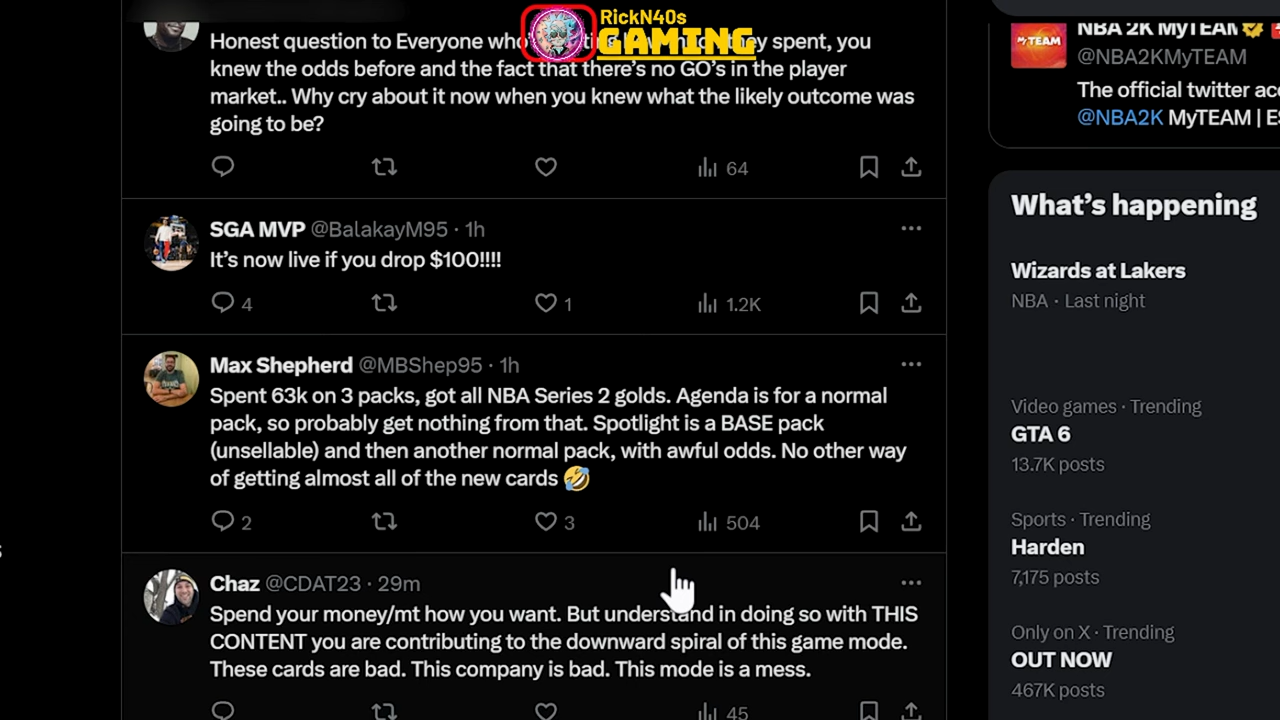 RickN40s
GAMING
Honest question to Everyone who they spent, you
knew the odds before and the fact that there's no GO's in the player
market.. Why cry about it now when you knew what the likely outcome was
going to be?
64
SGA MVP @BalakayM95 · 1h
It's now live if you drop $100!!!!
4
1
1.2K
Max Shepherd @MBShep95 · 1h
Spent 63k on 3 packs, got all NBA Series 2 golds. Agenda is for a normal
pack, so probably get nothing from that. Spotlight is a BASE pack
(unsellable) and then another normal pack, with awful odds. No other way
of getting almost all of the new cards 🤣
2
3
504
Chaz @CDAT23 · 29m
Spend your money/mt how you want. But understand in doing so with THIS
CONTENT you are contributing to the downward spiral of this game mode.
These cards are bad. This company is bad. This mode is a mess.
45
MY TEAM
NBA 2K MyTEAM
@NBA2KMyTEAM
The official twitter acc
@NBA2K MyTEAM | ES
What's happening
Wizards at Lakers
NBA · Last night
Video games · Trending
GTA 6
13.7K posts
Sports · Trending
Harden
7,175 posts
Only on X · Trending
OUT NOW
467K posts